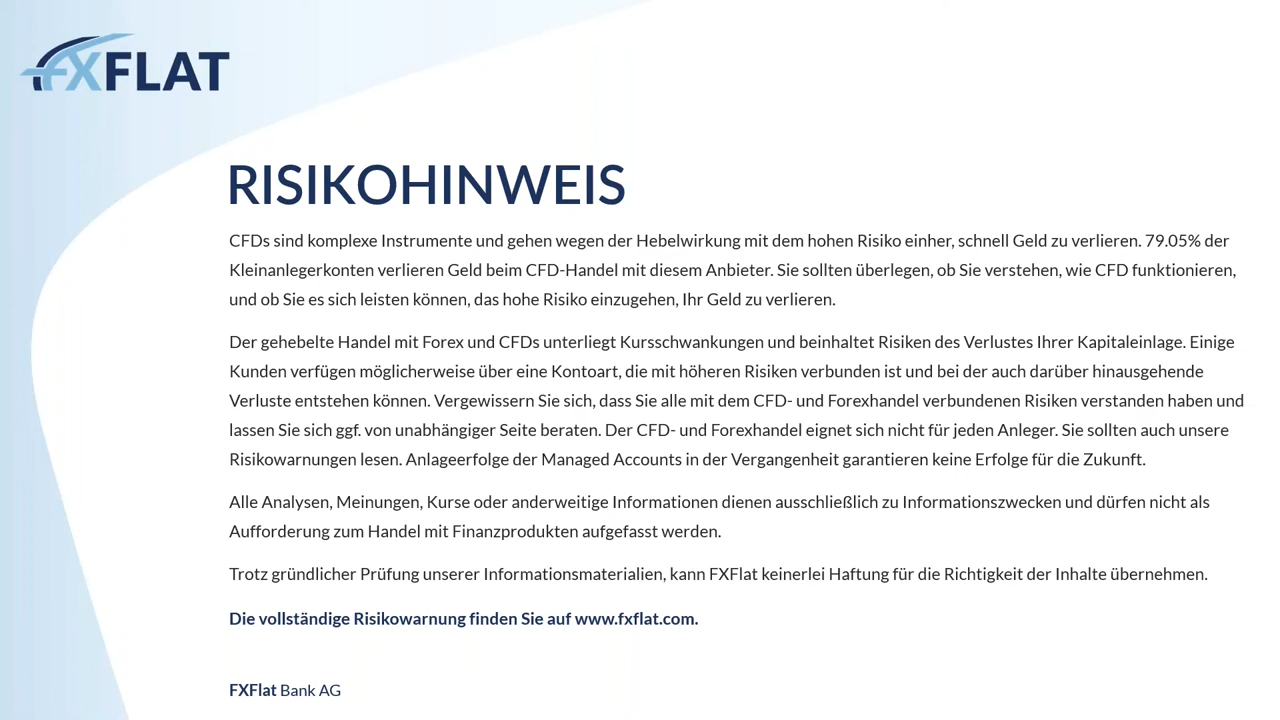 FXFLAT
RISIKOHINWEIS
CFDs sind komplexe Instrumente und gehen wegen der Hebelwirkung mit dem hohen Risiko einher, schnell Geld zu verlieren. 79.05% der
Kleinanlegerkonten verlieren Geld beim CFD-Handel mit diesem Anbieter. Sie sollten überlegen, ob Sie verstehen, wie CFD funktionieren,
und ob Sie es sich leisten können, das hohe Risiko einzugehen, Ihr Geld zu verlieren.
Der gehebelte Handel mit Forex und CFDs unterliegt Kursschwankungen und beinhaltet Risiken des Verlustes Ihrer Kapitaleinlage. Einige
Kunden verfügen möglicherweise über eine Kontoart, die mit höheren Risiken verbunden ist und bei der auch darüber hinausgehende
Verluste entstehen können. Vergewissern Sie sich, dass Sie alle mit dem CFD- und Forexhandel verbundenen Risiken verstanden haben und
lassen Sie sich ggf. von unabhängiger Seite beraten. Der CFD- und Forexhandel eignet sich nicht für jeden Anleger. Sie sollten auch unsere
Risikowarnungen lesen. Anlageerfolge der Managed Accounts in der Vergangenheit garantieren keine Erfolge für die Zukunft.
Alle Analysen, Meinungen, Kurse oder anderweitige Informationen dienen ausschließlich zu Informationszwecken und dürfen nicht als
Aufforderung zum Handel mit Finanzprodukten aufgefasst werden.
Trotz gründlicher Prüfung unserer Informationsmaterialien, kann FXFlat keinerlei Haftung für die Richtigkeit der Inhalte übernehmen.
Die vollständige Risikowarnung finden Sie auf www.fxflat.com.
FXFlat Bank AG